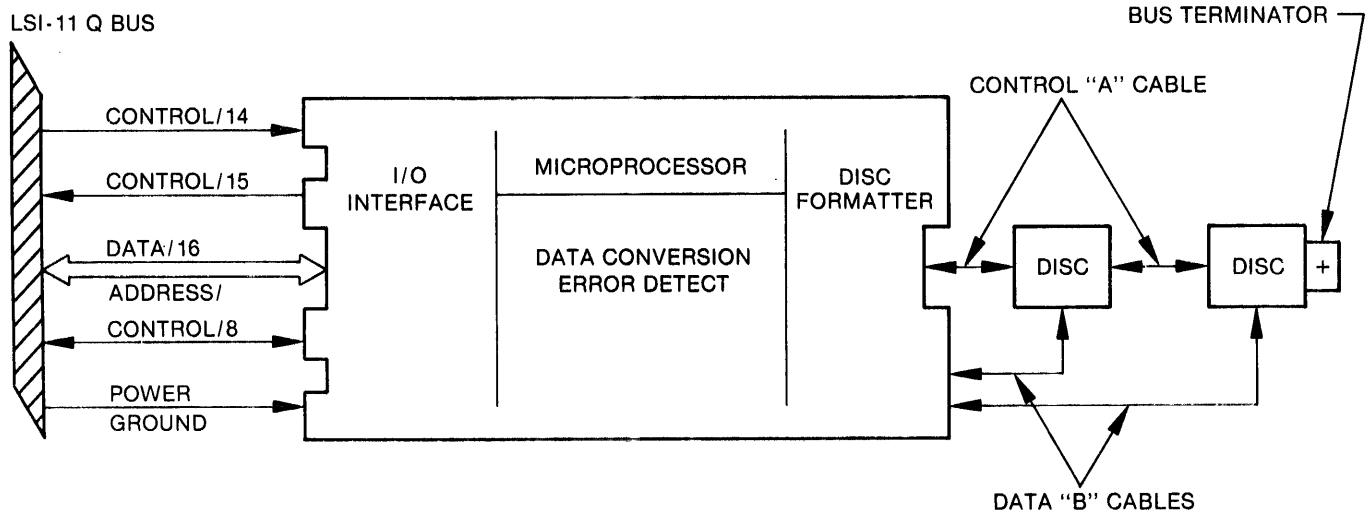 LSI-11 Q BUS
BUS TERMINATOR
CONTROL "A" CABLE
CONTROL/14
CONTROL/15
DATA/16
ADDRESS/
CONTROL/8
POWER
GROUND
I/O
INTERFACE
MICROPROCESSOR
DATA CONVERSION
ERROR DETECT
DISC
FORMATTER
DISC
DISC
+
DATA "B" CABLES